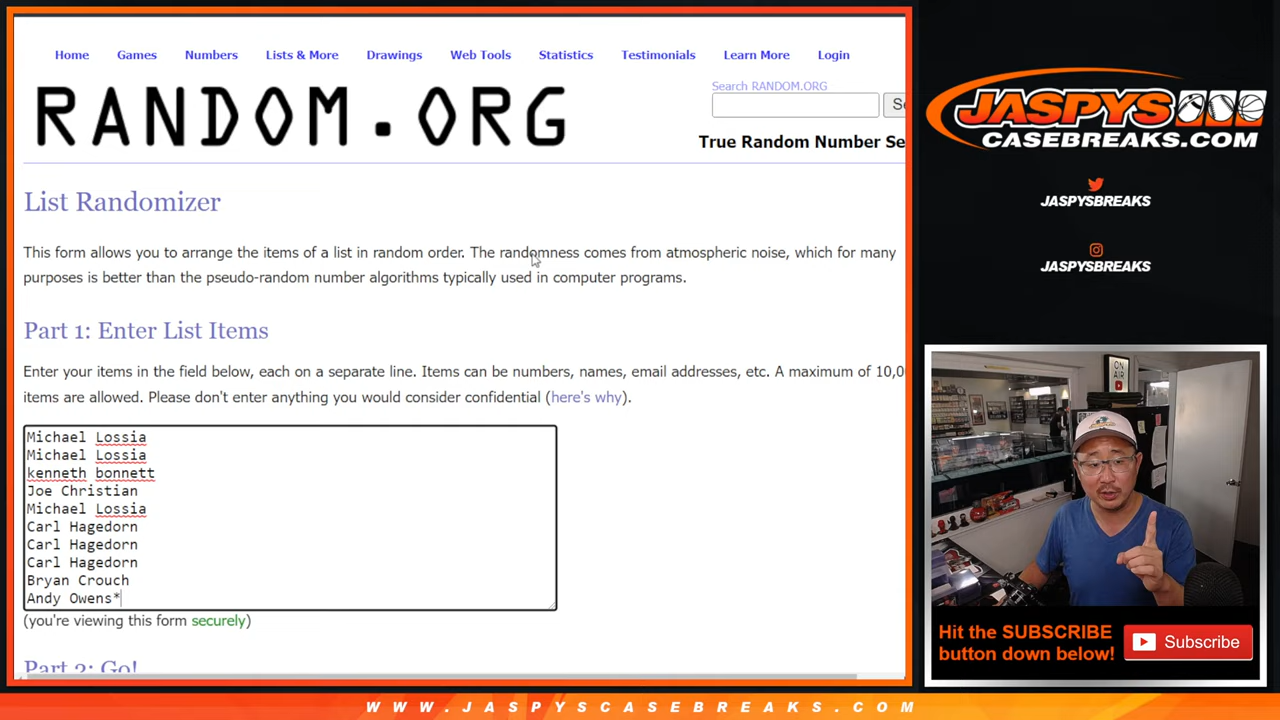 Home Games Numbers Lists & More Drawings Web Tools Statistics Testimonials Learn More Login
Search RANDOM.ORG
RANDOM.ORG
Se
True Random Number Se
List Randomizer
This form allows you to arrange the items of a list in random order. The randomness comes from atmospheric noise, which for many
purposes is better than the pseudo-random number algorithms typically used in computer programs.
Part 1: Enter List Items
Enter your items in the field below, each on a separate line. Items can be numbers, names, email addresses, etc. A maximum of 10,0
items are allowed. Please don't enter anything you would consider confidential (here's why).
Michael Lossia
Michael Lossia
kenneth bonnett
Joe Christian
Michael Lossia
Carl Hagedorn
Carl Hagedorn
Carl Hagedorn
Bryan Crouch
Andy Owens*
(you're viewing this form securely)
Part 2: Go!
JASPYS
CASEBREAKS.COM
JASPYSBREAKS
JASPYSBREAKS
ON
AIR
Hit the SUBSCRIBE
button down below!
Subscribe
WWW.JASPYSCASEBREAKS.COM